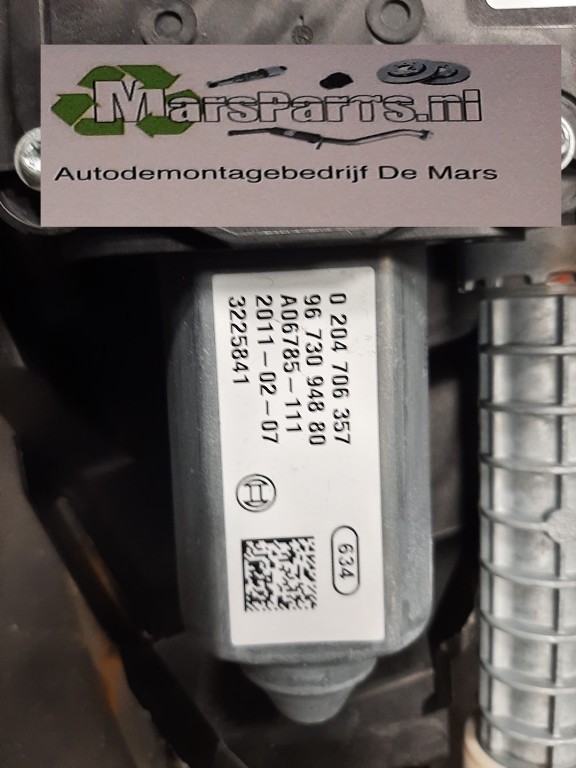 MarsParts.nl
Autodemontagebedrijf De Mars
0 204 706 357
96 730 948 80
A06785-111
2011-02-07
3225841
634